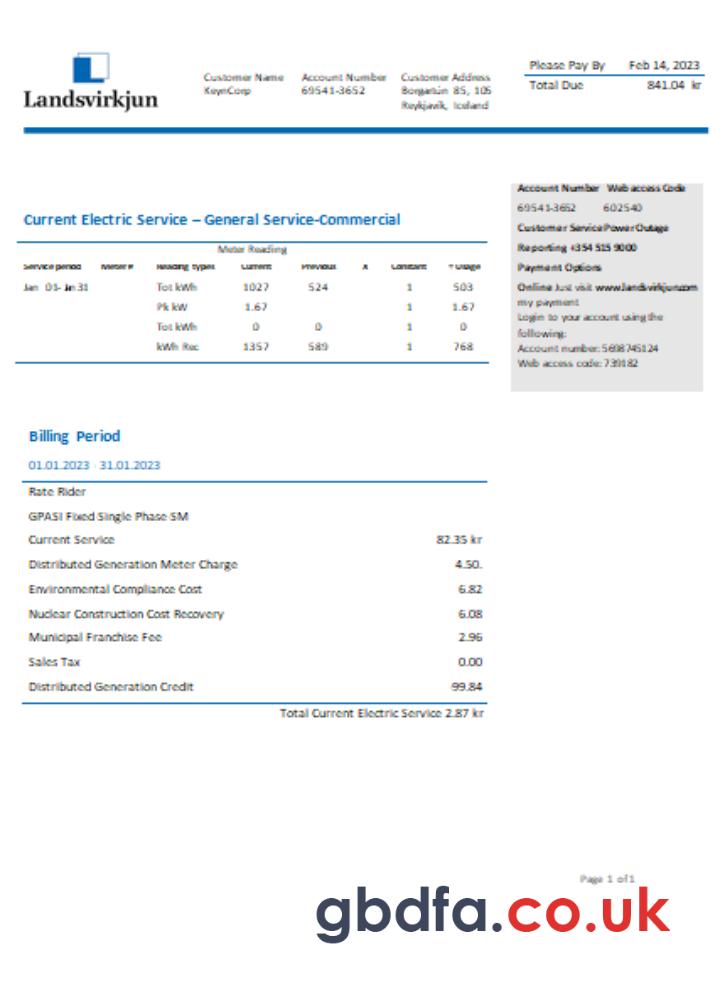 Landsvirkjun
Customer Name Account Number Customer Address
KeynCorp 69541-3652 Borgartún 85, 105
Reykjavík, Iceland
Please Pay By Feb 14, 2023
Total Due 841.04 kr
Account Number Web access Code
69541-3652 602540
Customer Service Power Outage
Reporting +354 515 9000
Payment Options
Online Just visit www.landsvirkjun.com
my payment
Login to your account using the
following:
Account number: 5698745124
Web access code: 739182
Current Electric Service – General Service-Commercial
Meter Reading
Service period Meter # Reading types Current Previous X Constant = Usage
Jan 01- Jan 31 Tot kWh 1027 524 1 503
Pk kW 1.67 1 1.67
Tot kWh 0 0 1 0
kWh Rec 1357 589 1 768
Billing Period
01.01.2023 - 31.01.2023
Rate Rider
GPASI Fixed Single Phase-SM
Current Service 82.35 kr
Distributed Generation Meter Charge 4.50.
Environmental Compliance Cost 6.82
Nuclear Construction Cost Recovery 6.08
Municipal Franchise Fee 2.96
Sales Tax 0.00
Distributed Generation Credit -99.84
Total Current Electric Service 2.87 kr
Page 1 of 1
gbdfa.co.uk